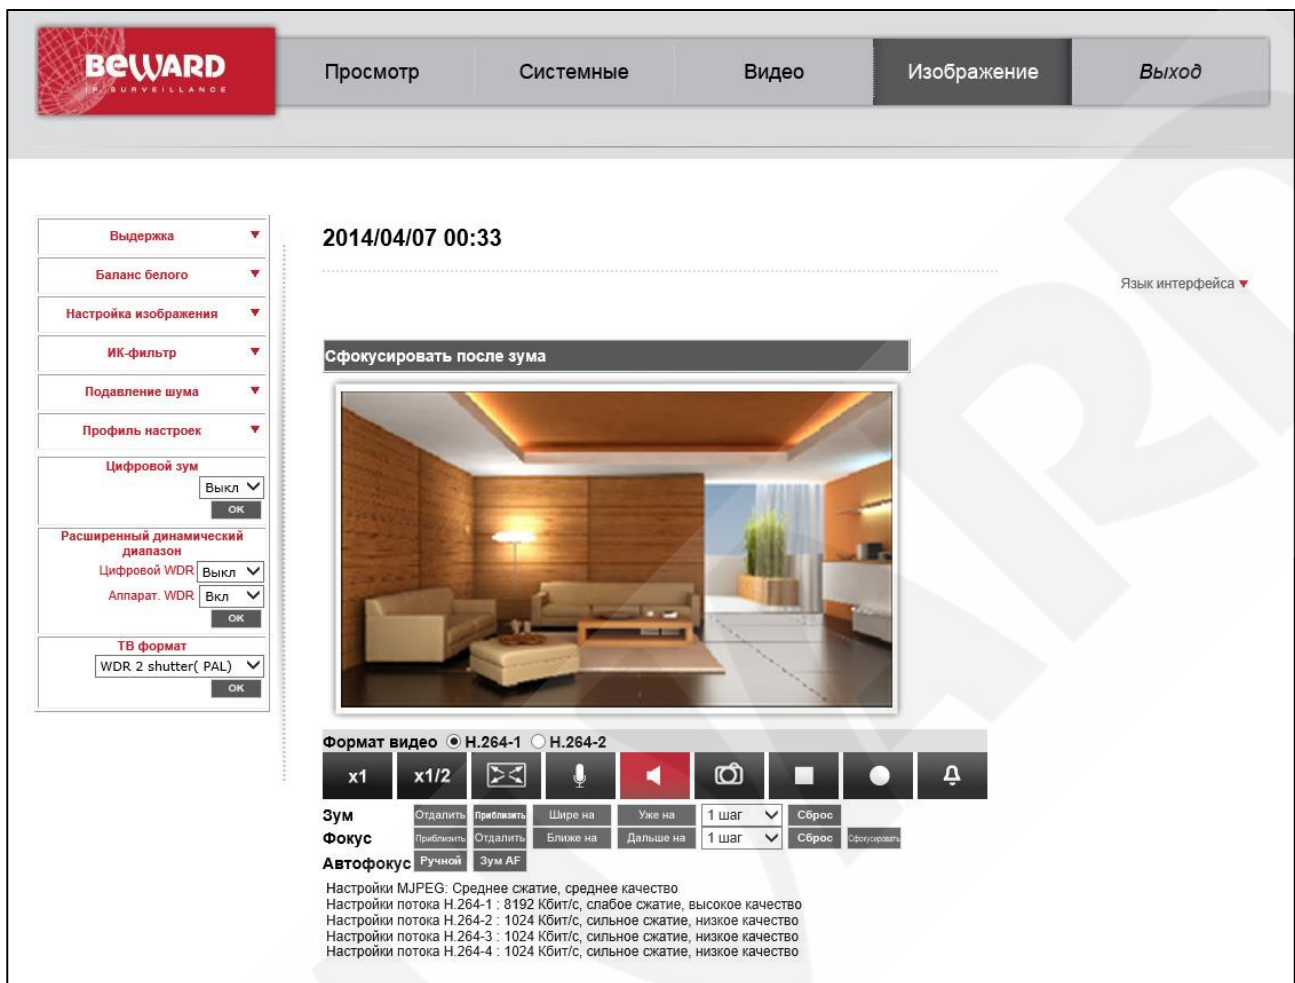 BEWARD
IP SURVEILLANCE
Просмотр Системные Видео Изображение Выход
2014/04/07 00:33
Язык интерфейса
Выдержка
Баланс белого
Настройка изображения
ИК-фильтр
Подавление шума
Профиль настроек
Цифровой зум
Выкл
ОК
Расширенный динамический
диапазон
Цифровой WDR Выкл
Аппарат. WDR Вкл
ОК
ТВ формат
WDR 2 shutter( PAL)
ОК
Сфокусировать после зума
Формат видео H.264-1 H.264-2
x1 x1/2
Зум Отдалить Приблизить Шире на Уже на 1 шаг Сброс
Фокус Приблизить Отдалить Ближе на Дальше на 1 шаг Сброс Сфокусировать
Автофокус Ручной Зум AF
Настройки MJPEG: Среднее сжатие, среднее качество
Настройки потока H.264-1 : 8192 Кбит/с, слабое сжатие, высокое качество
Настройки потока H.264-2 : 1024 Кбит/с, сильное сжатие, низкое качество
Настройки потока H.264-3 : 1024 Кбит/с, сильное сжатие, низкое качество
Настройки потока H.264-4 : 1024 Кбит/с, сильное сжатие, низкое качество